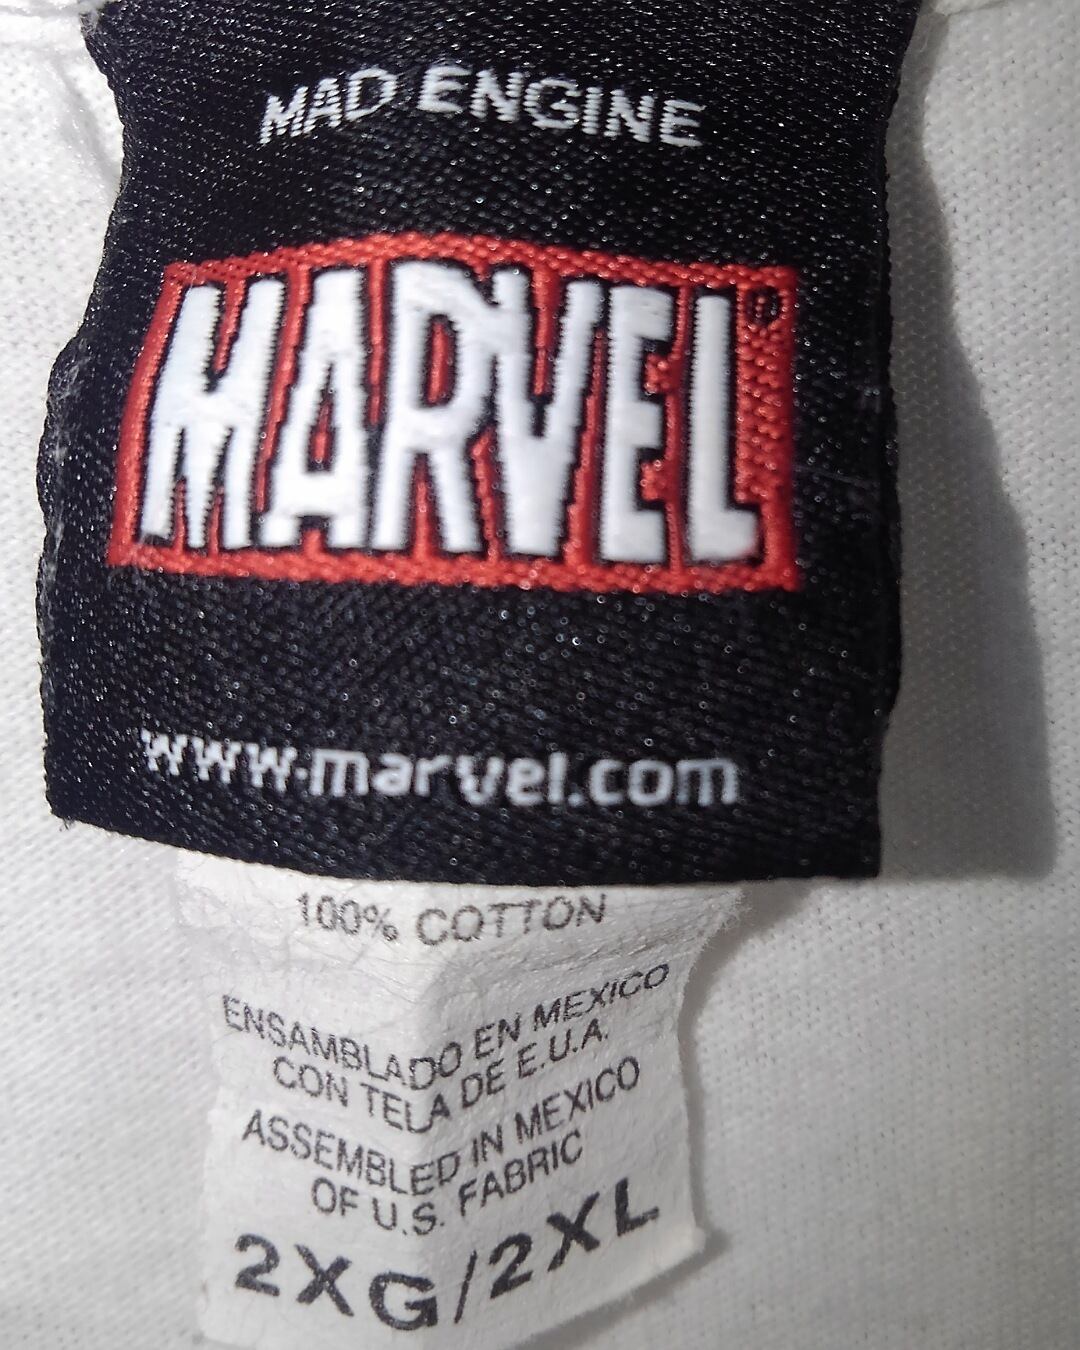 MAD ENGINE
MARVEL®
www.marvel.com
100% COTTON
ENSAMBLADO EN MEXICO
CON TELA DE E.U.A.
ASSEMBLED IN MEXICO
OF U.S. FABRIC
2XG/2XL